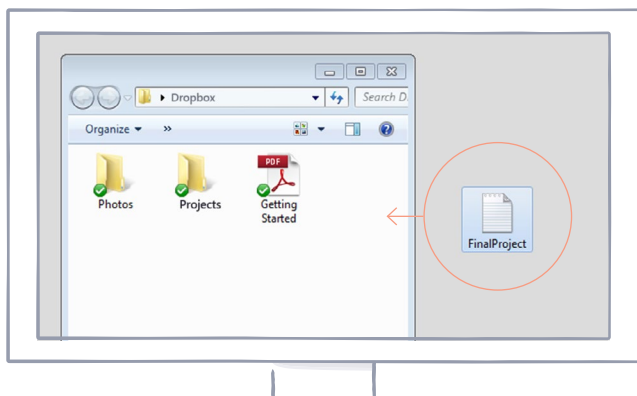 Dropbox
Search D
Organize
»
PDF
Photos
Projects
Getting
Started
FinalProject